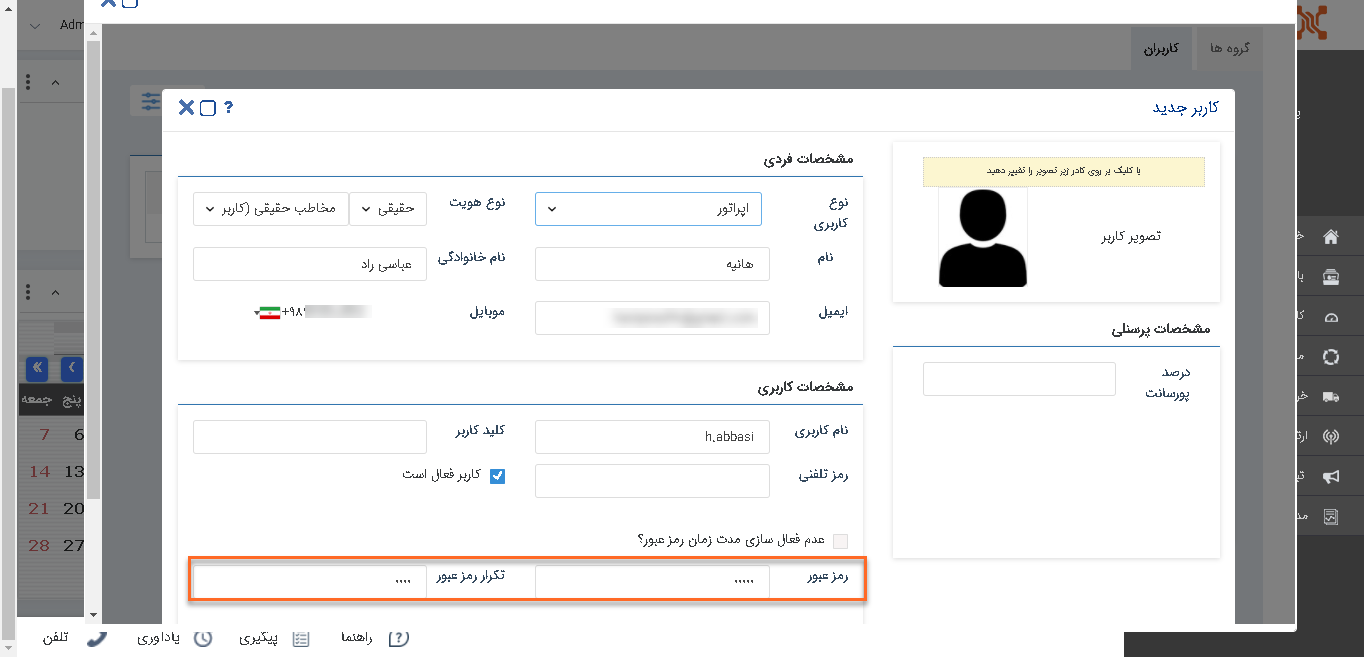 Adm
گروه ها
کاربران
کاربر جدید
?
با کلیک بر روی کادر زیر تصویر را تغییر دهید
تصویر کاربر
مشخصات پرسنلی
درصد پورسانت
مشخصات فردی
نوع کاربری
اپراتور
نوع هویت
حقیقی
مخاطب حقیقی (کاربر
نام
هانیه
نام خانوادگی
عباسی راد
ایمیل
موبایل
مشخصات کاربری
نام کاربری
h.abbasi
کلید کاربر
رمز تلفنی
کاربر فعال است
عدم فعال سازی مدت زمان رمز عبور؟
رمز عبور
تکرار رمز عبور
پنج جمعه
6 7
13 14
20 21
27 28
راهنما
پیگیری
یادآوری
تلفن